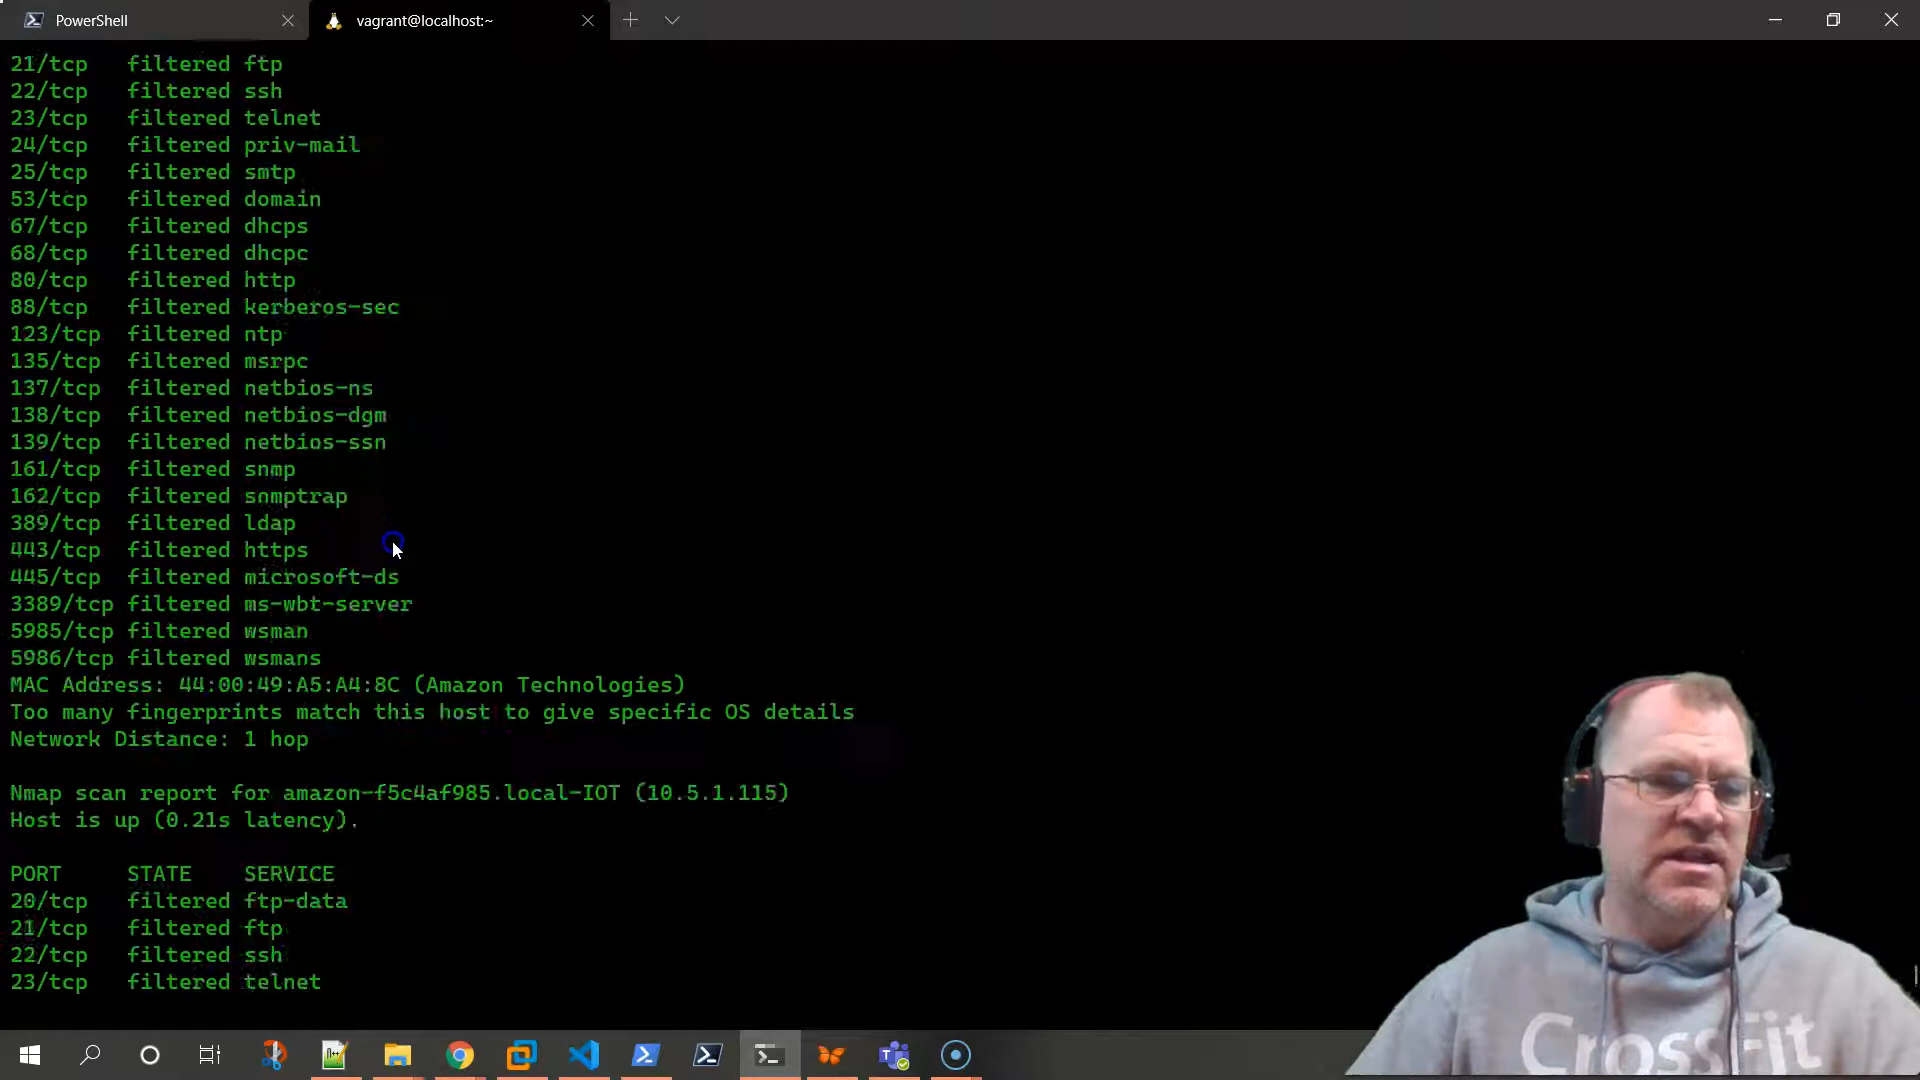 PowerShell
vagrant@localhost:~
21/tcp filtered ftp
22/tcp filtered ssh
23/tcp filtered telnet
24/tcp filtered priv-mail
25/tcp filtered smtp
53/tcp filtered domain
67/tcp filtered dhcps
68/tcp filtered dhcpc
80/tcp filtered http
88/tcp filtered kerberos-sec
123/tcp filtered ntp
135/tcp filtered msrpc
137/tcp filtered netbios-ns
138/tcp filtered netbios-dgm
139/tcp filtered netbios-ssn
161/tcp filtered snmp
162/tcp filtered snmptrap
389/tcp filtered ldap
443/tcp filtered https
445/tcp filtered microsoft-ds
3389/tcp filtered ms-wbt-server
5985/tcp filtered wsman
5986/tcp filtered wsmans
MAC Address: 44:00:49:A5:A4:8C (Amazon Technologies)
Too many fingerprints match this host to give specific OS details
Network Distance: 1 hop
Nmap scan report for amazon-f5c4af985.local-IOT (10.5.1.115)
Host is up (0.21s latency).
PORT STATE SERVICE
20/tcp filtered ftp-data
21/tcp filtered ftp
22/tcp filtered ssh
23/tcp filtered telnet
CrossFit